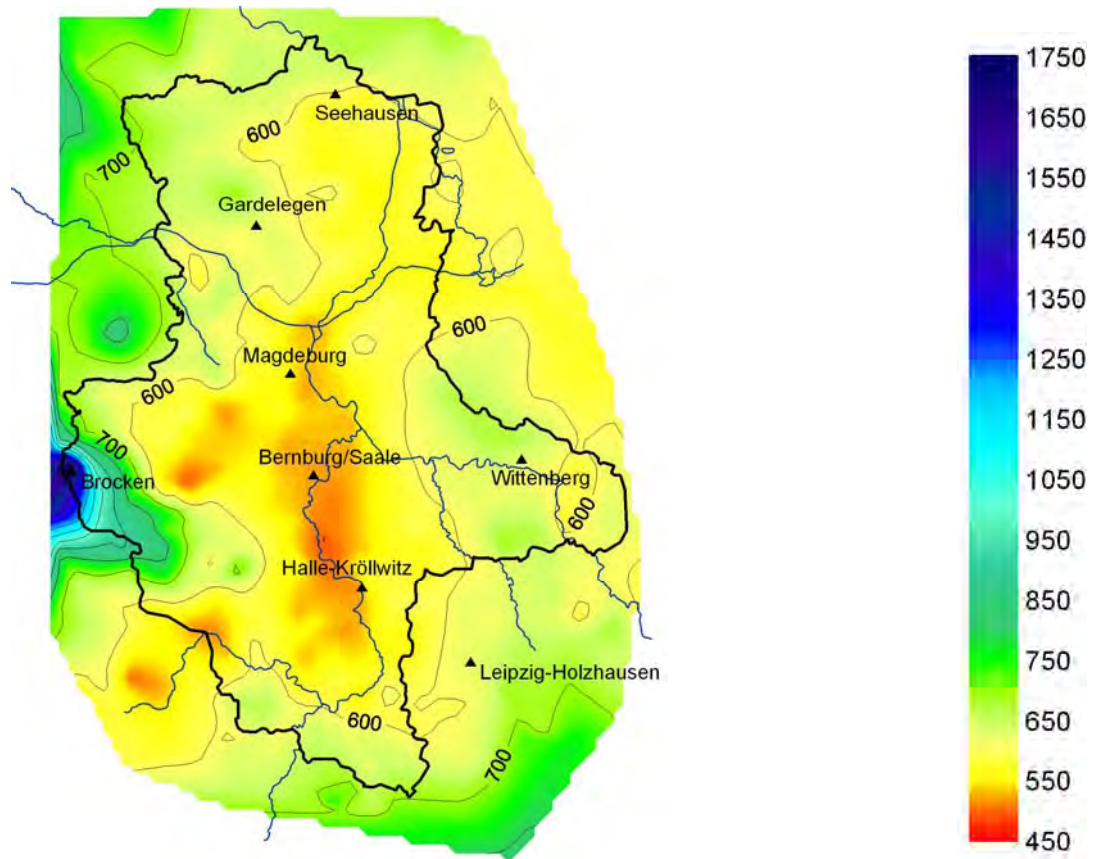 1750
Seehausen
600
1650
700
1550
Gardelegen
1450
1350
600
1250
Magdeburg
600
1150
700
Bernburg/Saale
1050
Brocken
Wittenberg
600
950
Halle-Kröllwitz
850
Leipzig-Holzhausen
750
600
650
700
550
450